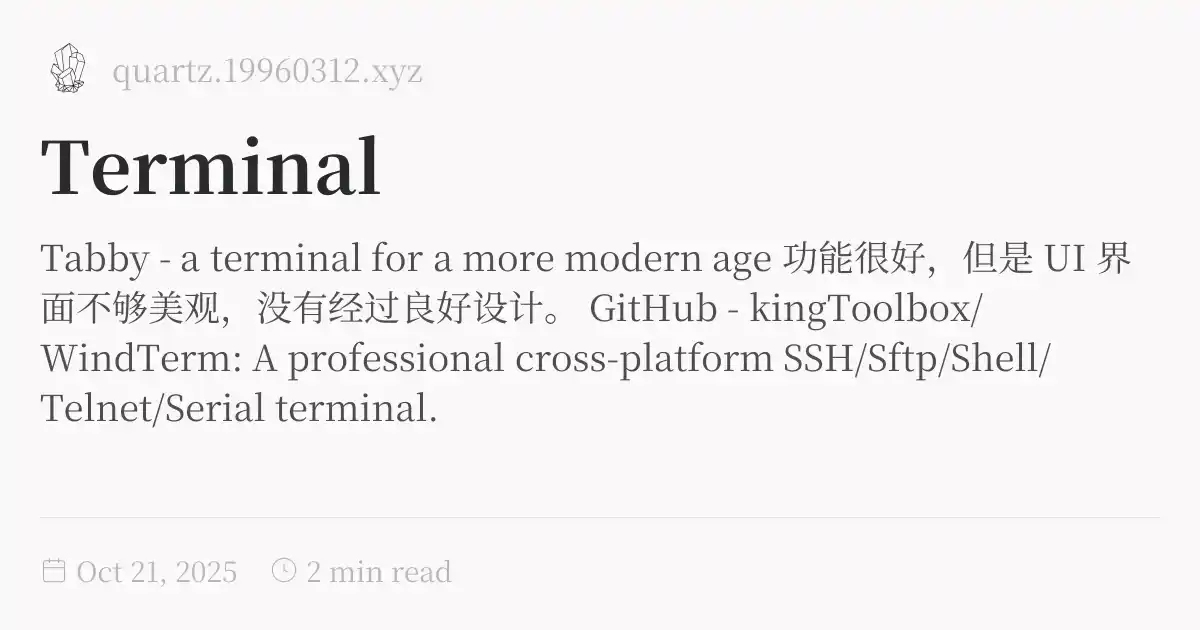 quartz.19960312.xyz
Terminal
Tabby - a terminal for a more modern age 功能很好，但是 UI 界
面不够美观，没有经过良好设计。 GitHub - kingToolbox/
WindTerm: A professional cross-platform SSH/Sftp/Shell/
Telnet/Serial terminal.
Oct 21, 2025 2 min read